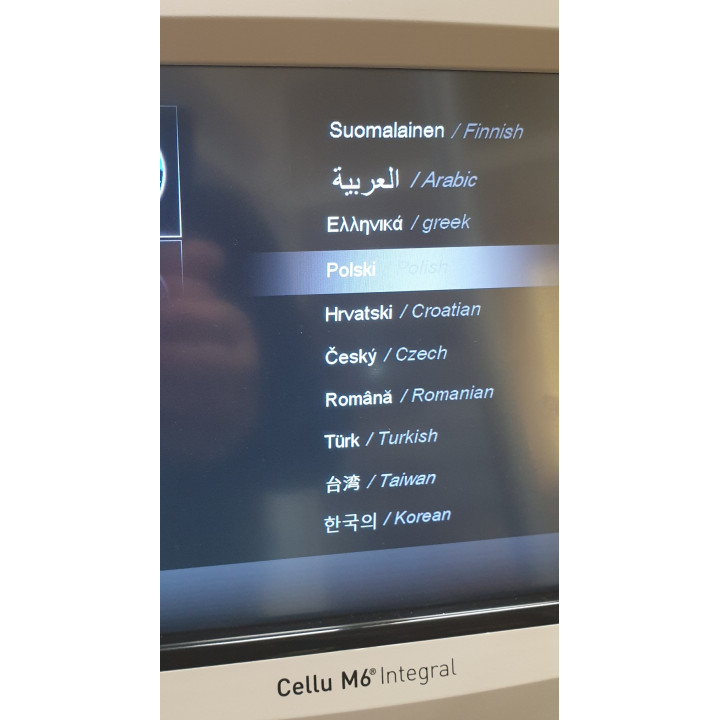 Suomalainen / Finnish
العربية / Arabic
Ελληνικά / greek
Polski / Polish
Hrvatski / Croatian
Český / Czech
Română / Romanian
Türk / Turkish
台湾 / Taiwan
한국의 / Korean
Cellu M6® Integral